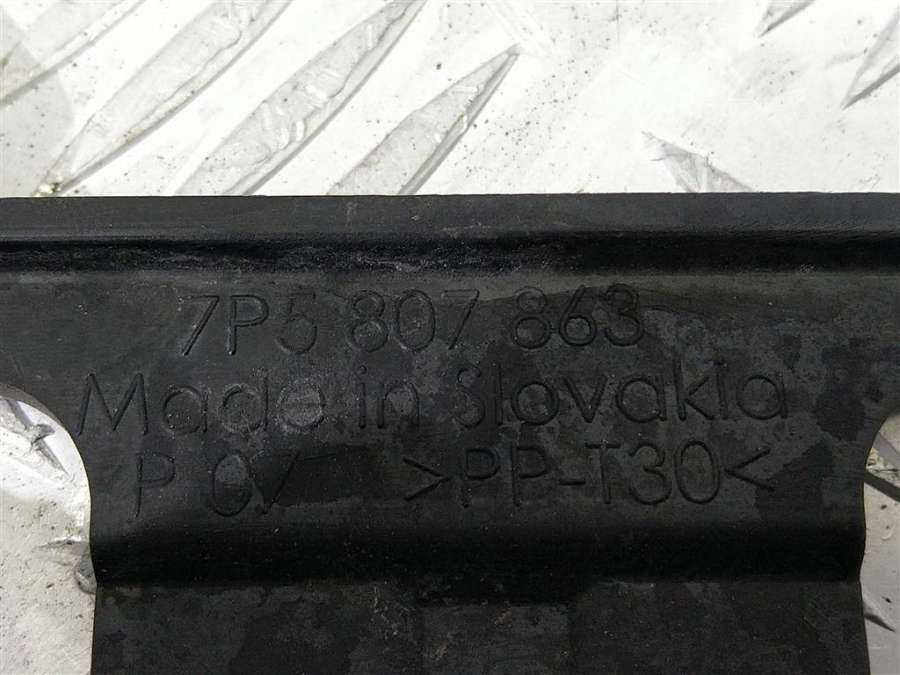 7P5 807 863
Made in Slovakia
P >PP-T30<